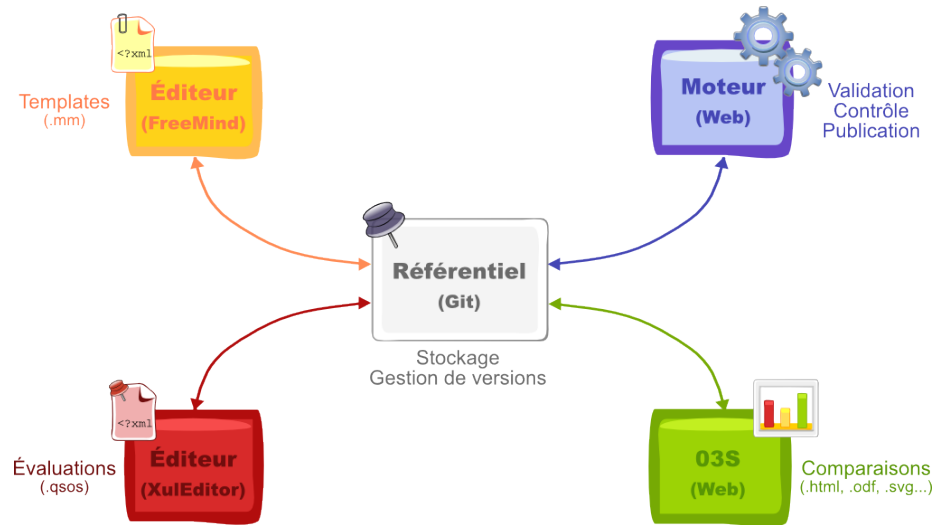 <?xml
Éditeur
(FreeMind)
Templates
(.mm)
Moteur
(Web)
Validation
Contrôle
Publication
Référentiel
(Git)
Stockage
Gestion de versions
<?xml
Éditeur
(XulEditor)
Évaluations
(.qsos)
03S
(Web)
Comparaisons
(.html, .odf, .svg...)